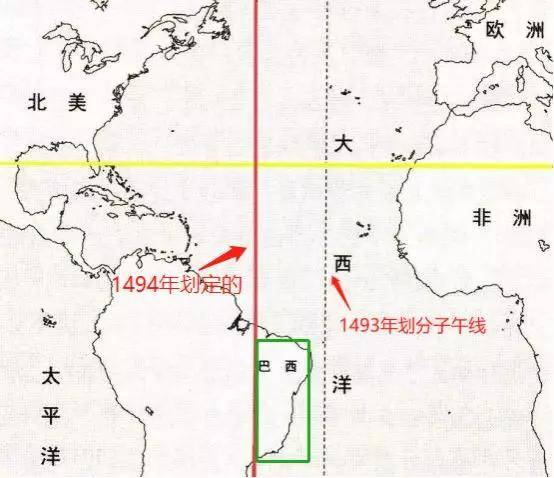 欧 洲
北 美
大
西
洋
非 洲
1494年划定的
1493年划分子午线
巴 西
太
平
洋